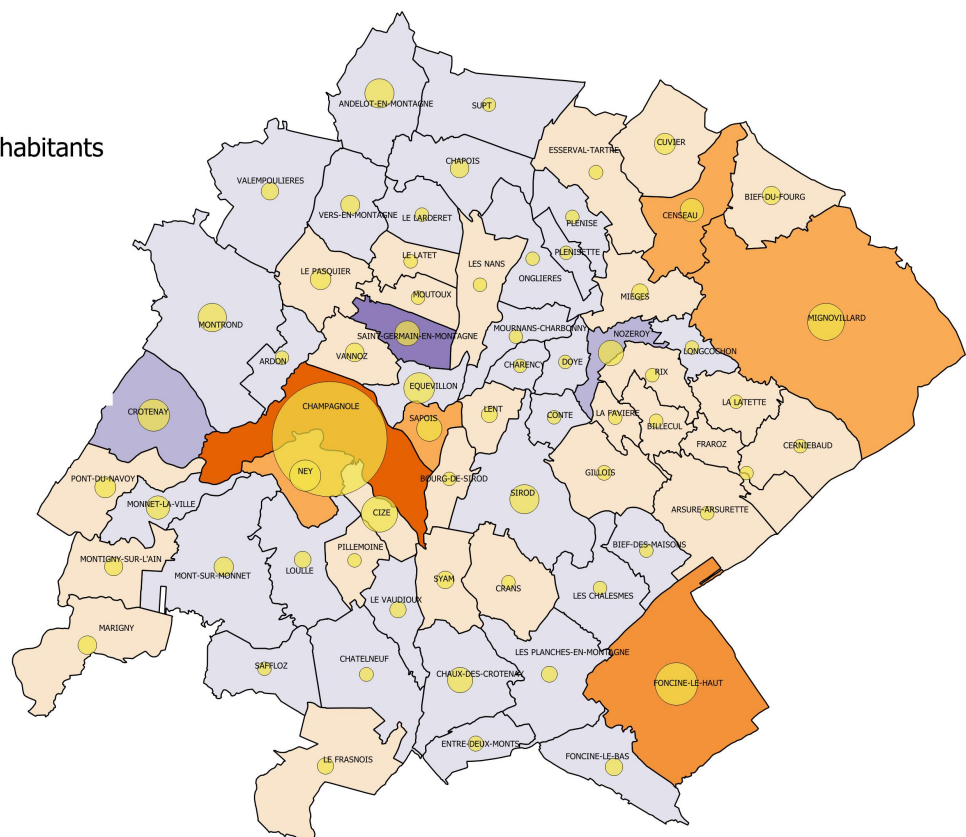 habitants
ANDELOT-EN-MONTAGNE
SUPT
CUVIER
ESSERVAL-TARTRE
CHAPOIS
VALEMPOULIERES
BIEF-DU-FOURG
VERS-EN-MONTAGNE
LE LARDERET
CENSEAU
PLENISE
PLENISETTE
LE LATET
LES NANS
LE PASQUIER
ONGLIERES
MOUTOUX
MIEGES
MIGNOVILLARD
MONTROND
MOURNANS-CHARBONNY
NOZEROY
SAINT-GERMAIN-EN-MONTAGNE
LONGCOCHON
VANNOZ
ARDON
CHARENCY
DOYE
RIX
EQUEVILLON
LA LATETTE
CHAMPAGNOLE
CROTENAY
LENT
LA FAVIERE
CONTE
SAPOIS
BILLECUL
FRAROZ
CERNIEBAUD
NEY
GILLOIS
PONT-DU-NAVOY
BOURG-DE-SIROD
SIROD
MONNET-LA-VILLE
CIZE
ARSURE-ARSURETTE
BIEF-DES-MAISONS
PILLEMOINE
MONTIGNY-SUR-L'AIN
LOULLE
MONT-SUR-MONNET
SYAM
CRANS
LES CHALESMES
LE VAUDIOUX
MARIGNY
LES PLANCHES-EN-MONTAGNE
CHATELNEUF
SAFFLOZ
CHAUX-DES-CROTENAY
FONCINE-LE-HAUT
ENTRE-DEUX-MONTS
FONCINE-LE-BAS
LE FRASNOIS